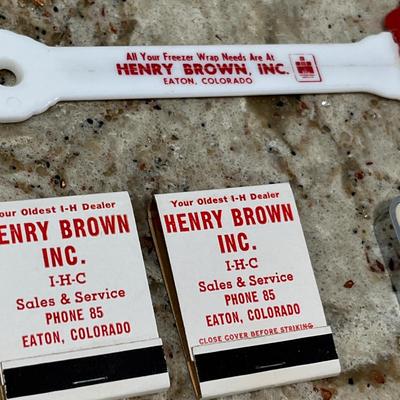 All Your Freezer Wrap Needs Are At
HENRY BROWN, INC.
EATON, COLORADO
Your Oldest I-H Dealer
ENRY BROWN
INC.
I-H-C
Sales & Service
PHONE 85
EATON, COLORADO
Your Oldest I-H Dealer
HENRY BROWN
INC.
I-H-C
Sales & Service
PHONE 85
EATON, COLORADO
CLOSE COVER BEFORE STRIKING